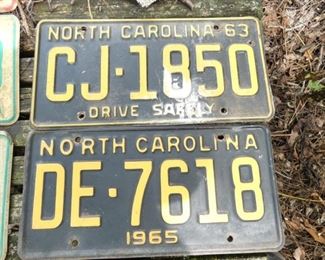 NORTH CAROLINA 63
CJ·1850
DRIVE SAFELY
NORTH CAROLINA
DE·7618
1965